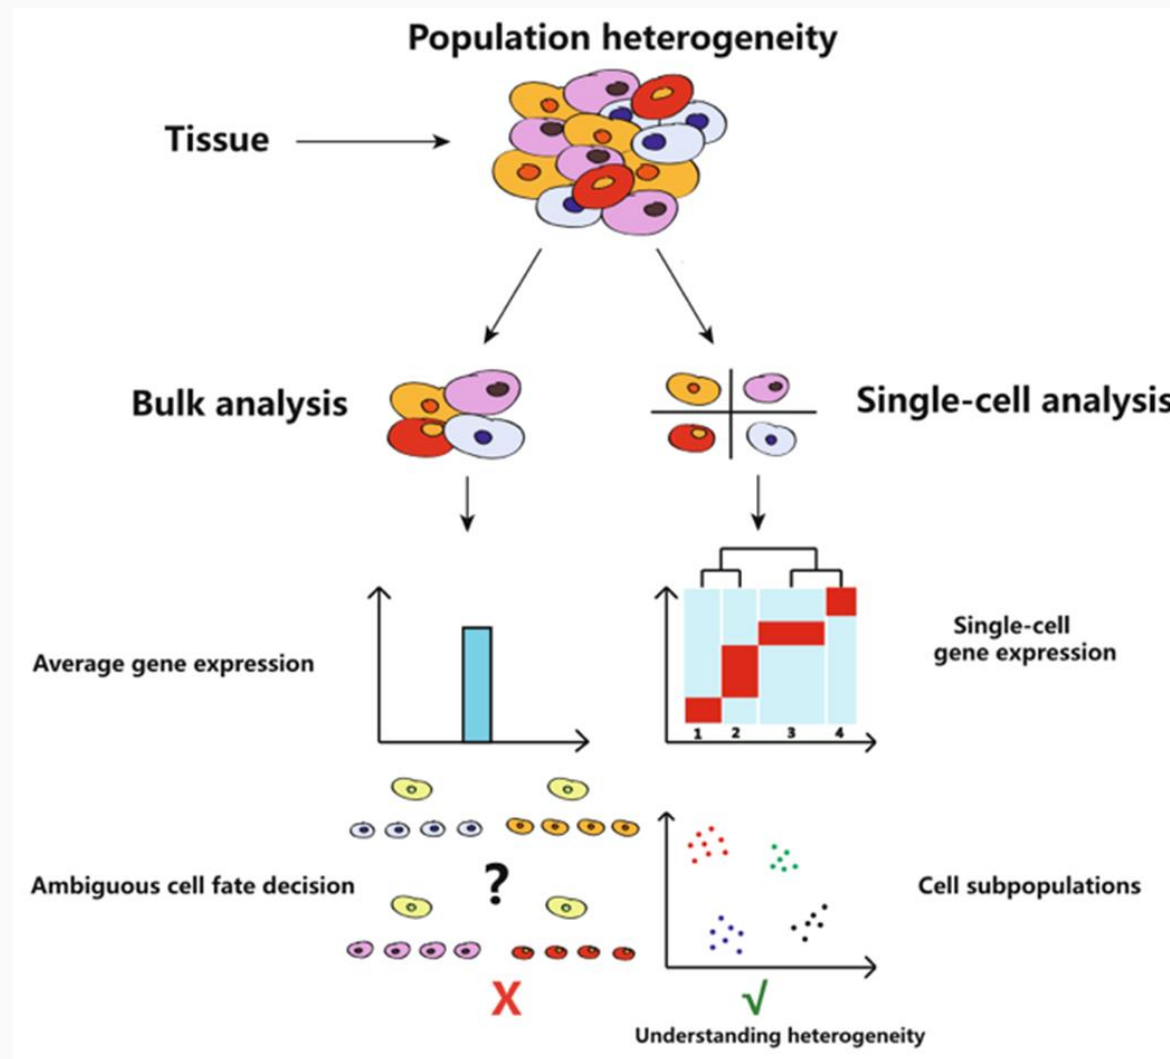 Population heterogeneity
Tissue
Bulk analysis
Single-cell analysis
Average gene expression
1 2 3 4
Single-cell
gene expression
Ambiguous cell fate decision
?
Cell subpopulations
X
√
Understanding heterogeneity